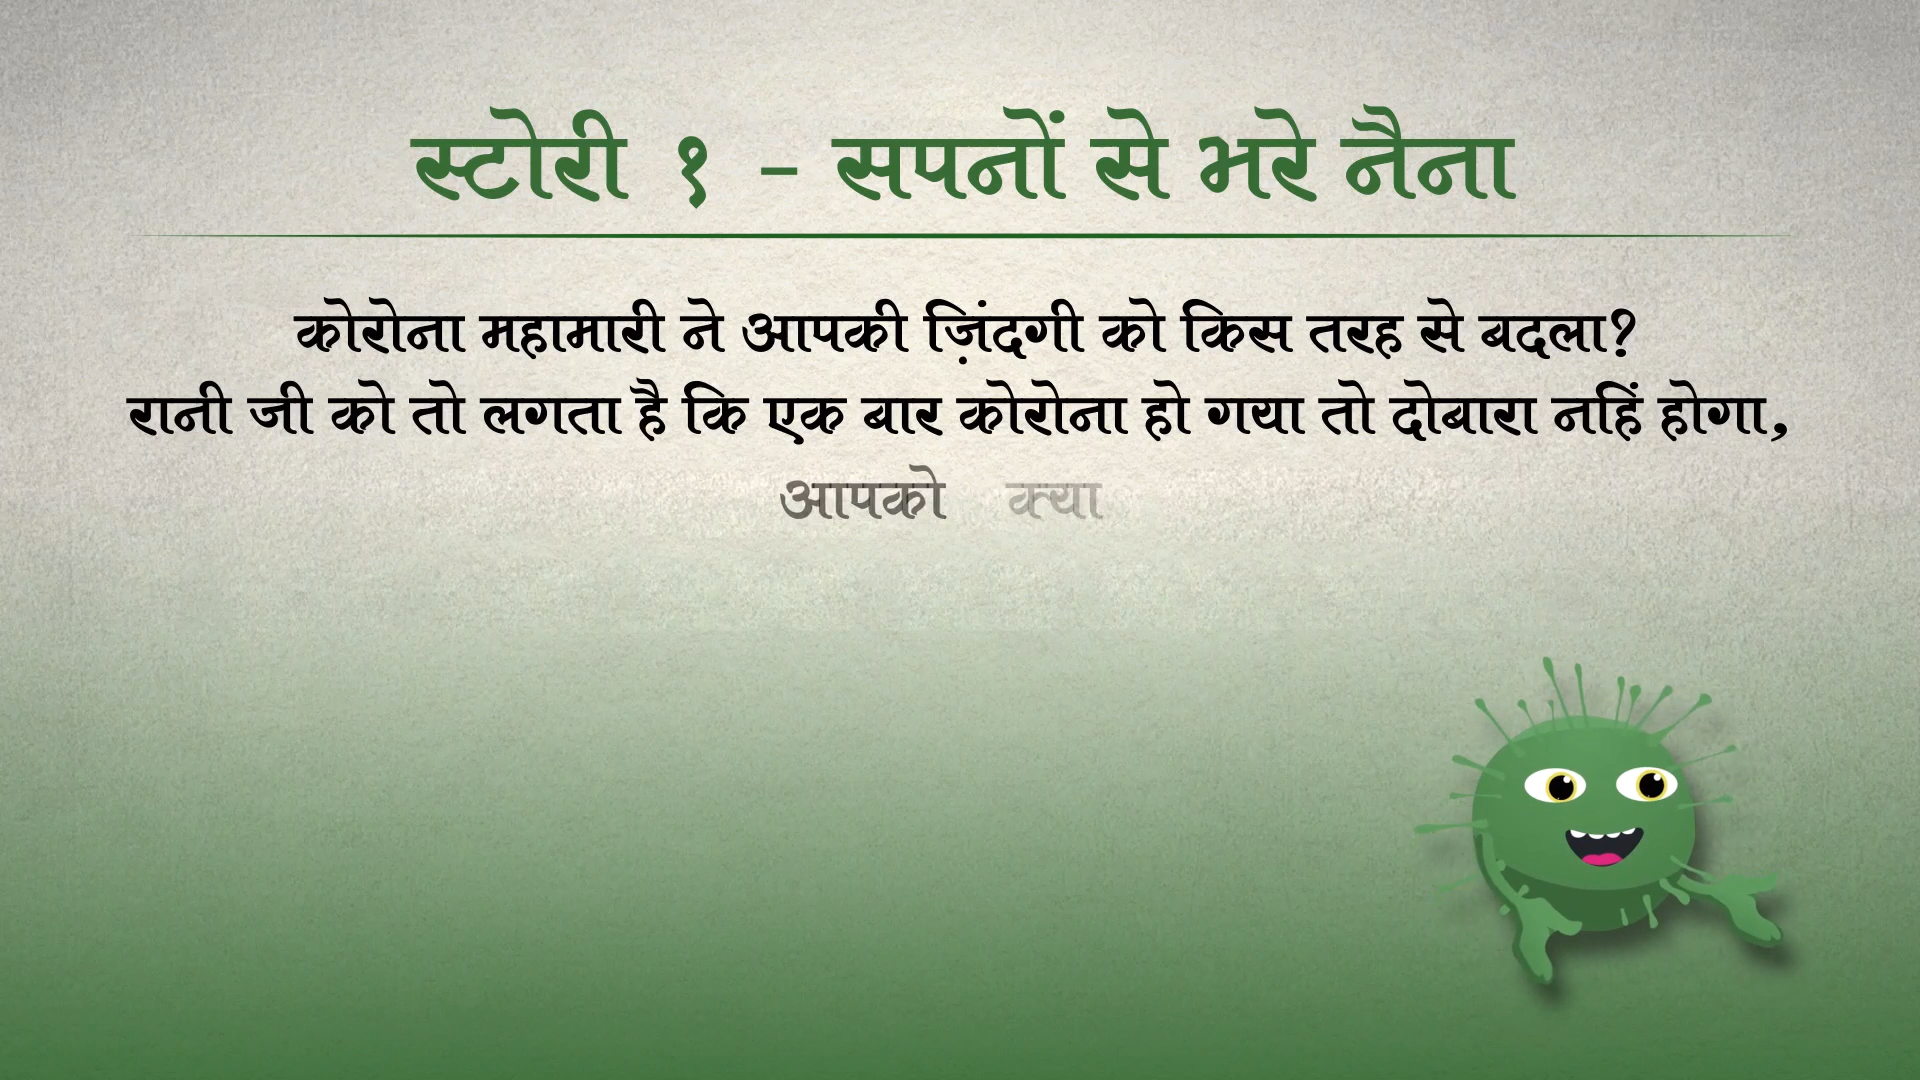 स्टोरी १ - सपनों से भरे नैना
कोरोना महामारी ने आपकी ज़िंदगी को किस तरह से बदला?
रानी जी को तो लगता है कि एक बार कोरोना हो गया तो दोबारा नहिं होगा,
आपको क्या